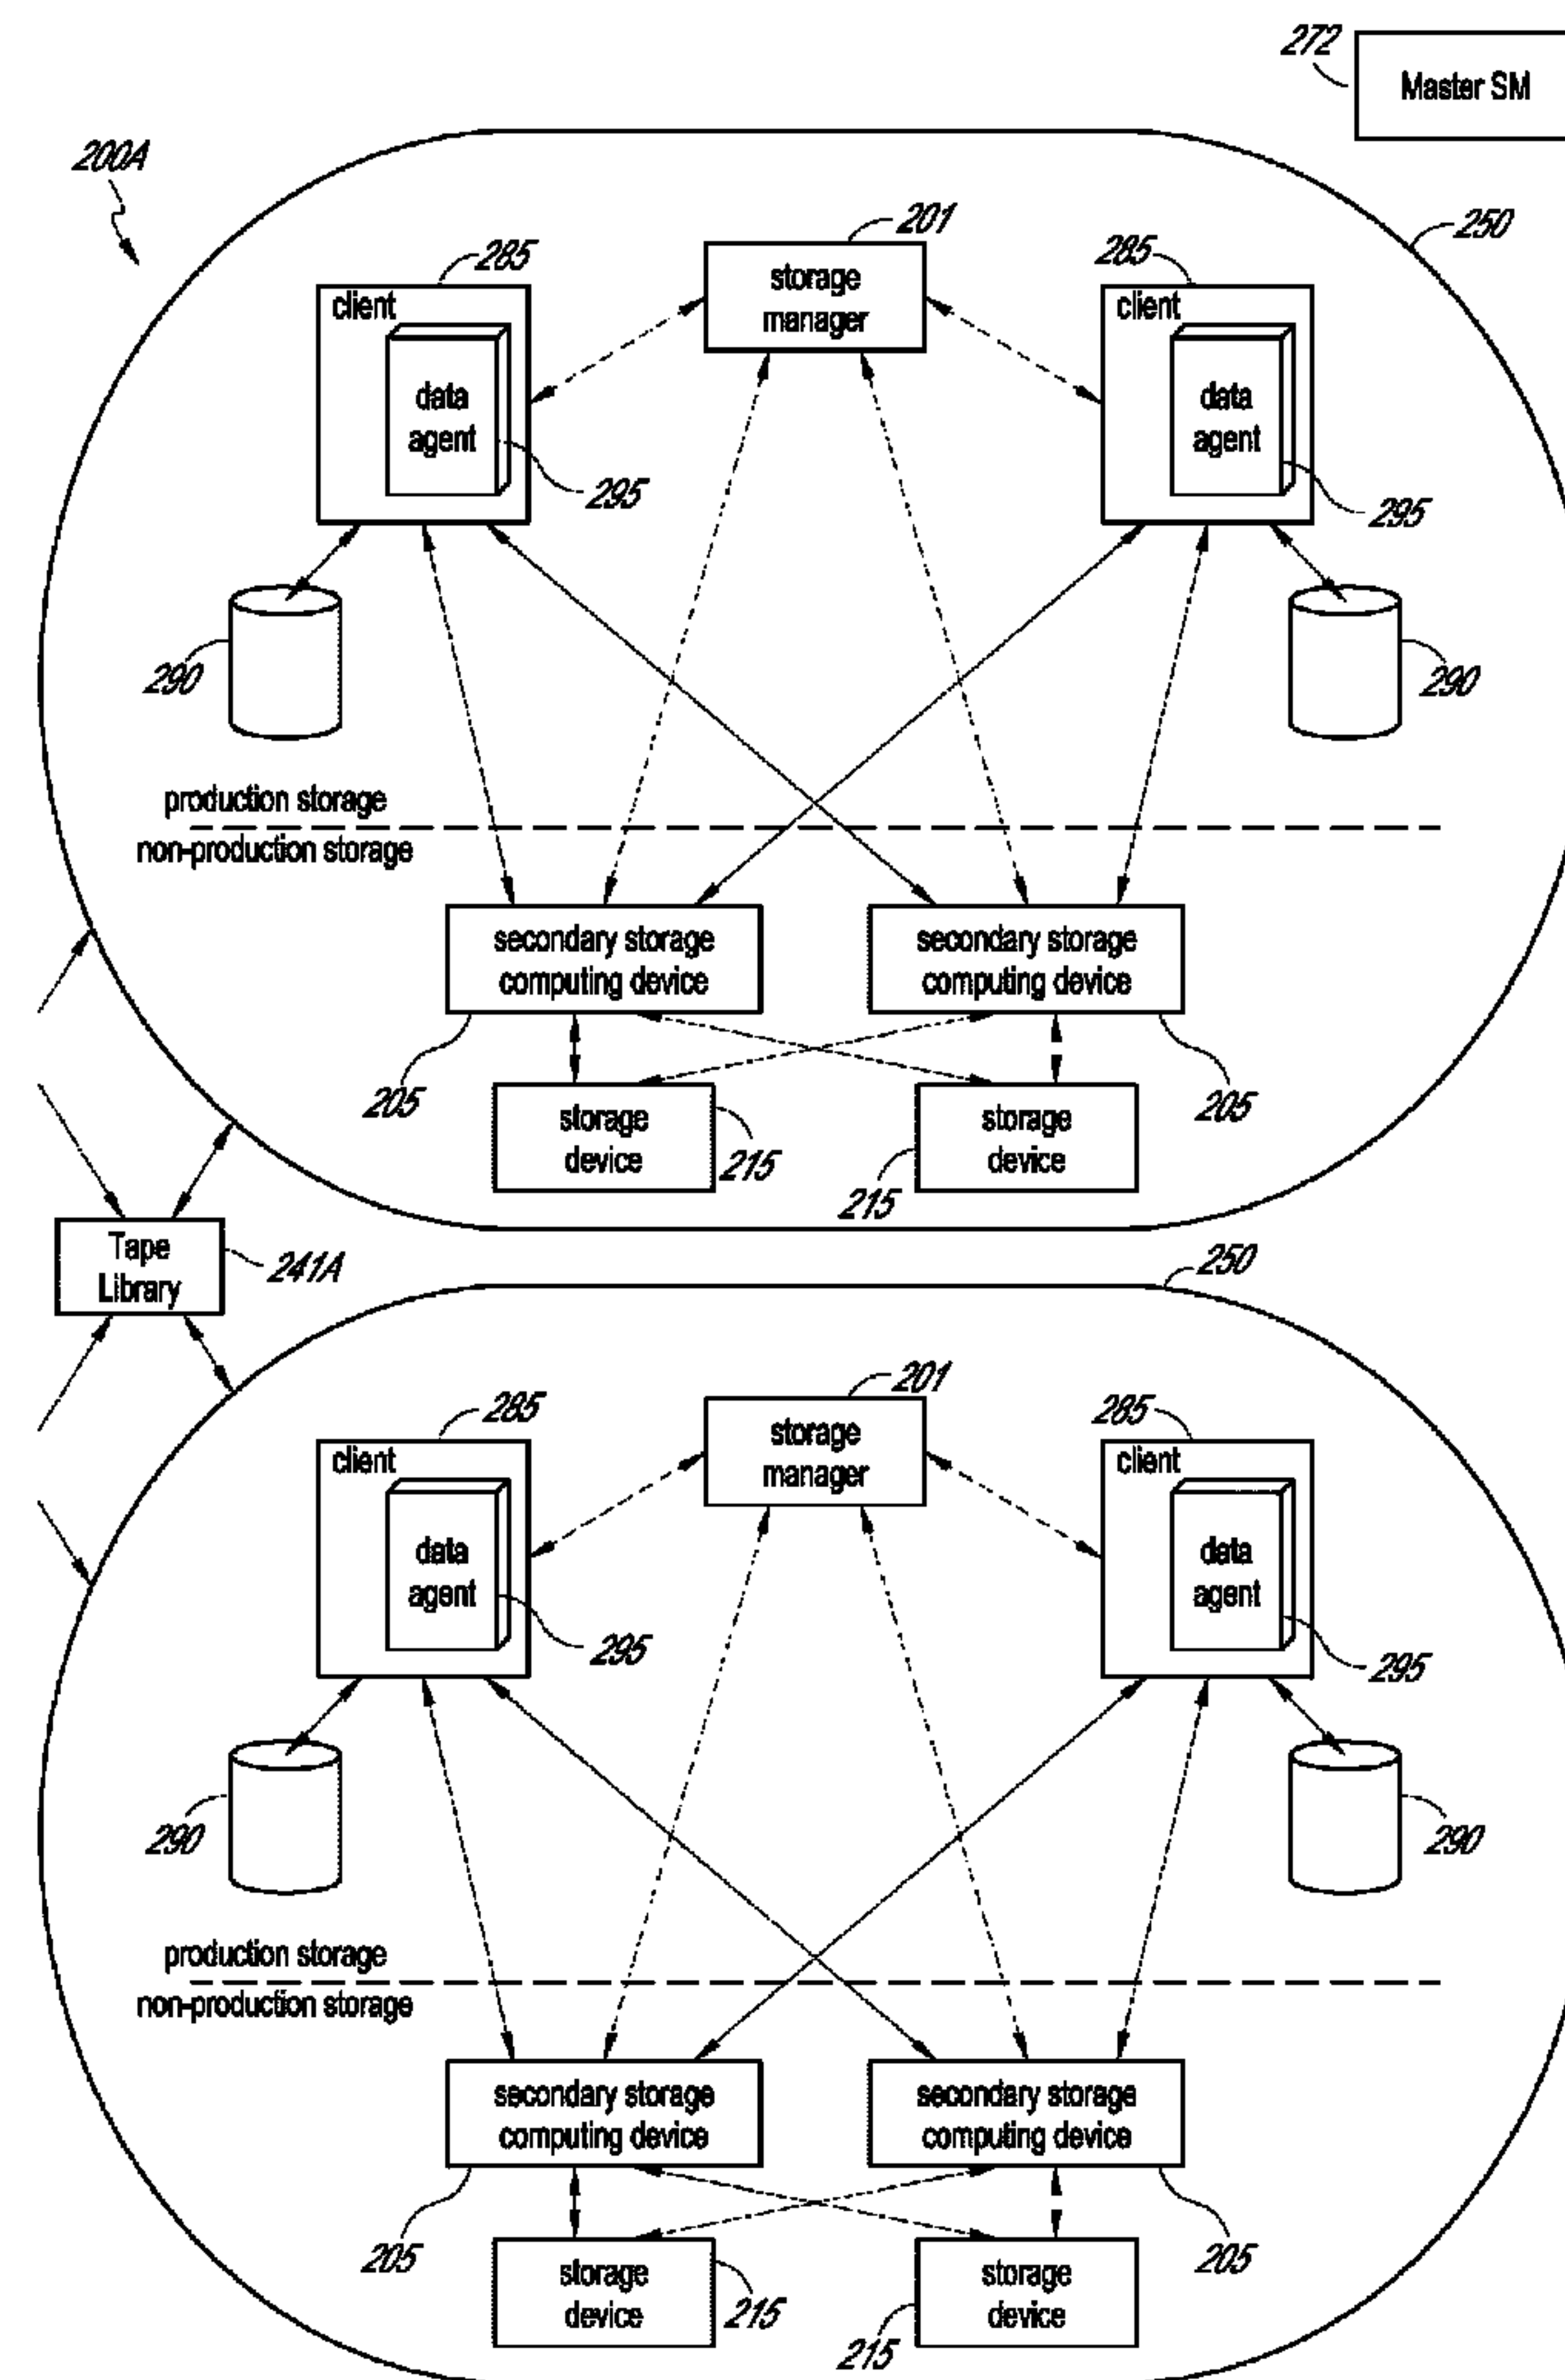 272
Master SM
200A
201
250
285
285
storage
manager
client
client
data
agent
data
agent
295
295
290
290
production storage
non-production storage
secondary storage
computing device
secondary storage
computing device
205
205
storage
device
storage
device
215
215
Tape
Library
241A
250
201
285
285
storage
manager
client
client
data
agent
data
agent
295
295
290
290
production storage
non-production storage
secondary storage
computing device
secondary storage
computing device
205
205
storage
device
storage
device
215
215